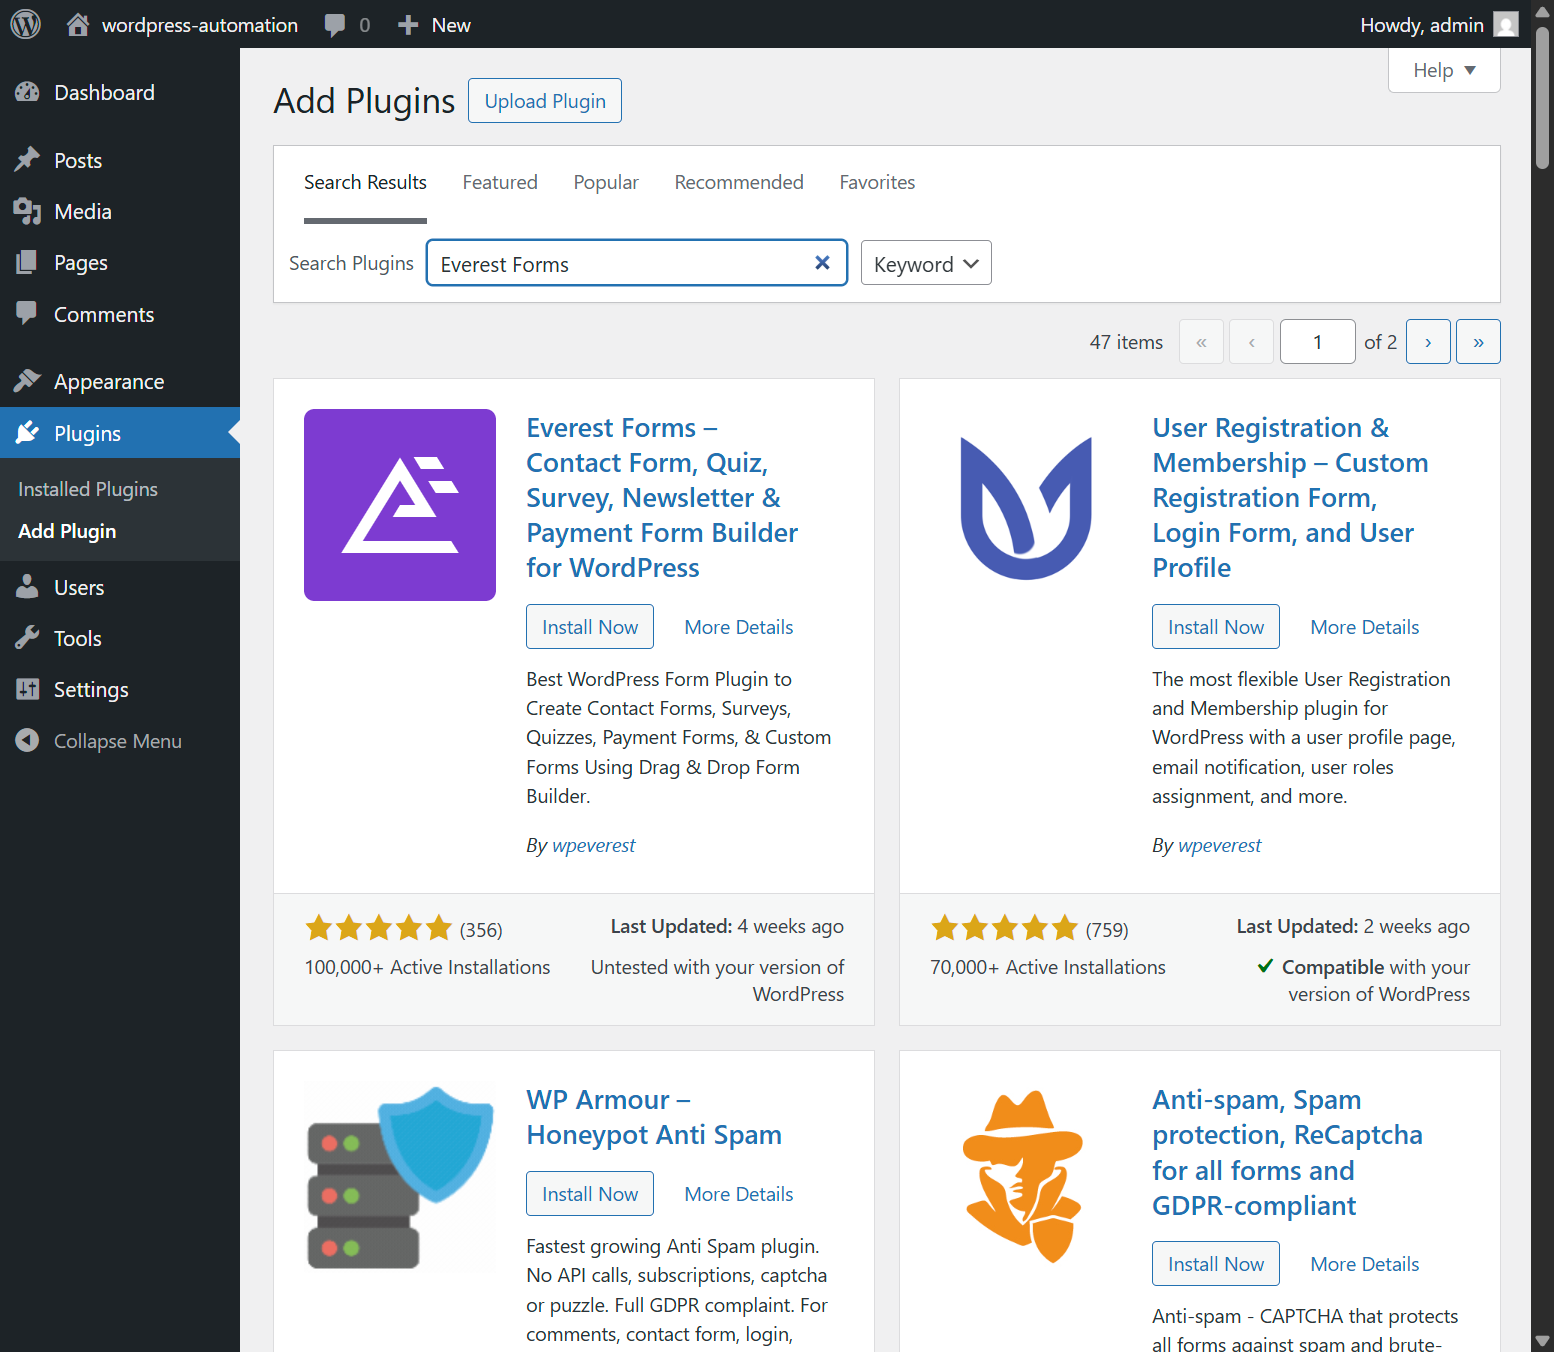 wordpress-automation
0
New
Howdy, admin
Dashboard
Posts
Media
Pages
Comments
Appearance
Plugins
Installed Plugins
Add Plugin
Users
Tools
Settings
Collapse Menu
Help
Add Plugins
Upload Plugin
Search Results
Featured
Popular
Recommended
Favorites
Search Plugins
Everest Forms
Keyword
47 items
«
‹
1
of 2
›
»
Everest Forms –
Contact Form, Quiz,
Survey, Newsletter &
Payment Form Builder
for WordPress
Install Now
More Details
Best WordPress Form Plugin to
Create Contact Forms, Surveys,
Quizzes, Payment Forms, & Custom
Forms Using Drag & Drop Form
Builder.
By wpeverest
(356)
100,000+ Active Installations
Last Updated: 4 weeks ago
Untested with your version of
WordPress
User Registration &
Membership – Custom
Registration Form,
Login Form, and User
Profile
Install Now
More Details
The most flexible User Registration
and Membership plugin for
WordPress with a user profile page,
email notification, user roles
assignment, and more.
By wpeverest
(759)
70,000+ Active Installations
Last Updated: 2 weeks ago
Compatible with your
version of WordPress
WP Armour –
Honeypot Anti Spam
Install Now
More Details
Fastest growing Anti Spam plugin.
No API calls, subscriptions, captcha
or puzzle. Full GDPR complaint. For
comments, contact form, login,
Anti-spam, Spam
protection, ReCaptcha
for all forms and
GDPR-compliant
Install Now
More Details
Anti-spam - CAPTCHA that protects
all forms against spam and brute-